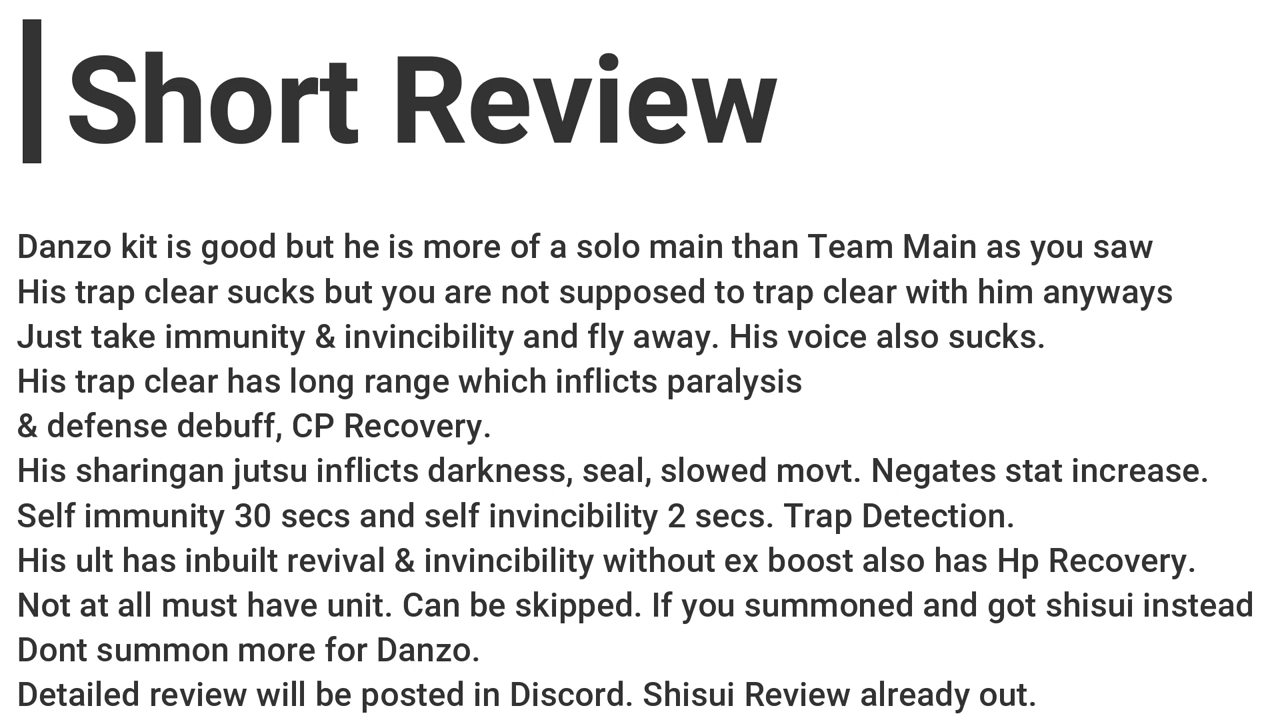 Short Review
Danzo kit is good but he is more of a solo main than Team Main as you saw
His trap clear sucks but you are not supposed to trap clear with him anyways
Just take immunity & invincibility and fly away. His voice also sucks.
His trap clear has long range which inflicts paralysis
& defense debuff, CP Recovery.
His sharingan jutsu inflicts darkness, seal, slowed movt. Negates stat increase.
Self immunity 30 secs and self invincibility 2 secs. Trap Detection.
His ult has inbuilt revival & invincibility without ex boost also has Hp Recovery.
Not at all must have unit. Can be skipped. If you summoned and got shisui instead
Dont summon more for Danzo.
Detailed review will be posted in Discord. Shisui Review already out.